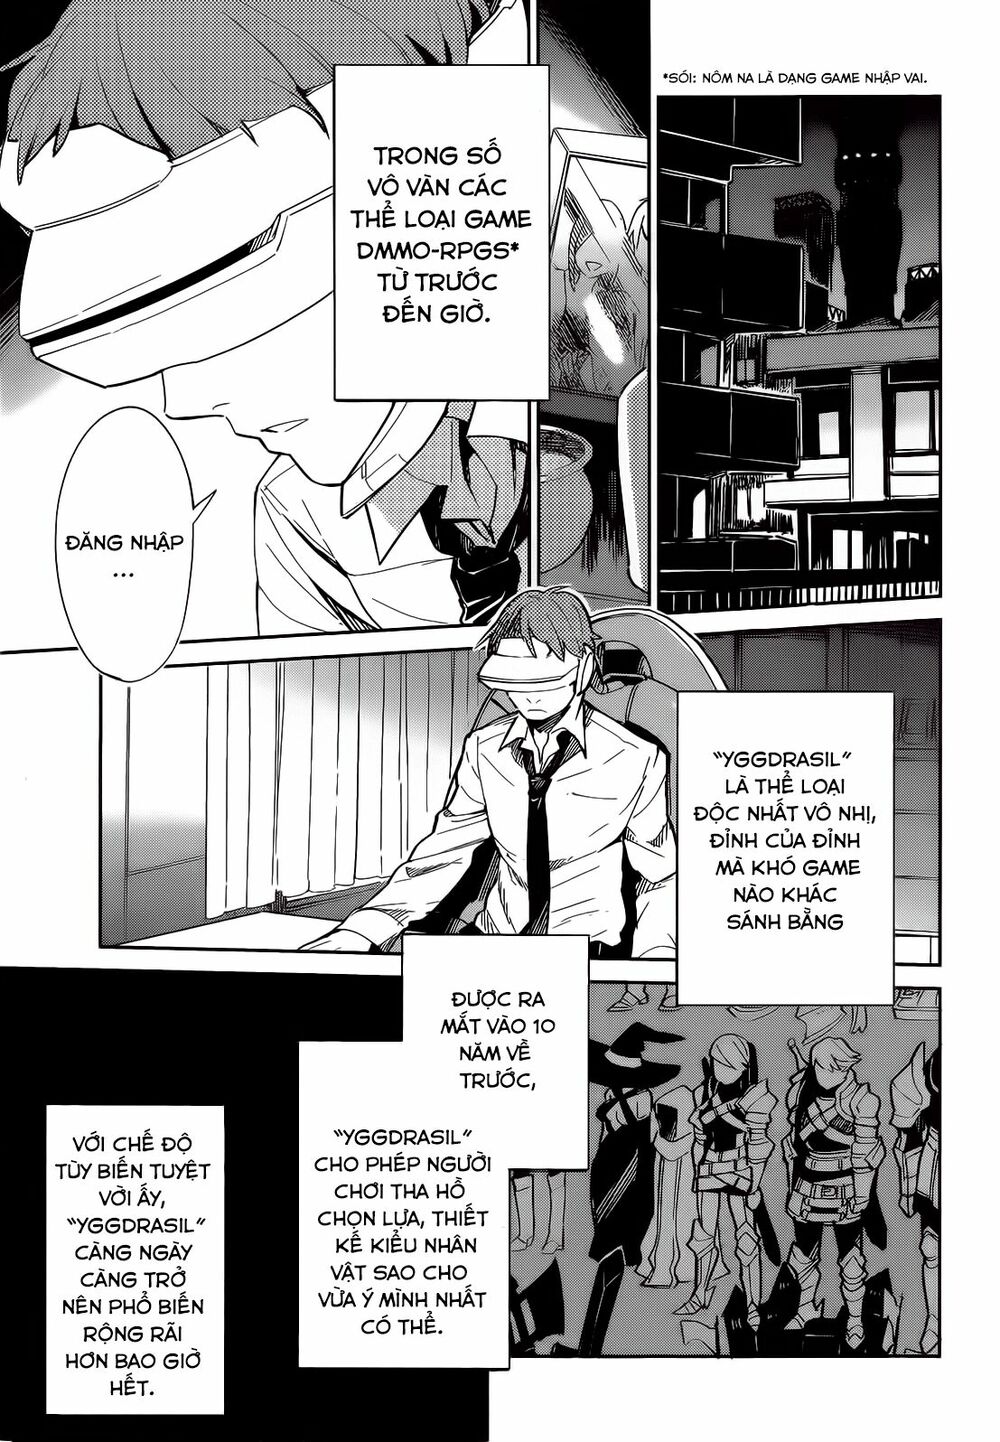 *SÓI: NÔM NA LÀ DẠNG GAME NHẬP VAI.
TRONG SỐ
VÔ VÀN CÁC
THỂ LOẠI GAME
DMMO-RPGS*
TỪ TRƯỚC
ĐẾN GIỜ.
ĐĂNG NHẬP
...
"YGGDRASIL"
LÀ THỂ LOẠI
ĐỘC NHẤT VÔ NHỊ,
ĐỈNH CỦA ĐỈNH
MÀ KHÓ GAME
NÀO KHÁC
SÁNH BẰNG
ĐƯỢC RA
MẮT VÀO 10
NĂM VỀ
TRƯỚC,
"YGGDRASIL"
CHO PHÉP NGƯỜI
CHƠI THA HỒ
CHỌN LỰA, THIẾT
KẾ KIỂU NHÂN
VẬT SAO CHO
VỪA Ý MÌNH NHẤT
CÓ THỂ.
VỚI CHẾ ĐỘ
TÙY BIẾN TUYỆT
VỜI ẤY,
"YGGDRASIL"
CÀNG NGÀY
CÀNG TRỞ
NÊN PHỔ BIẾN
RỘNG RÃI
HƠN BAO GIỜ
HẾT.